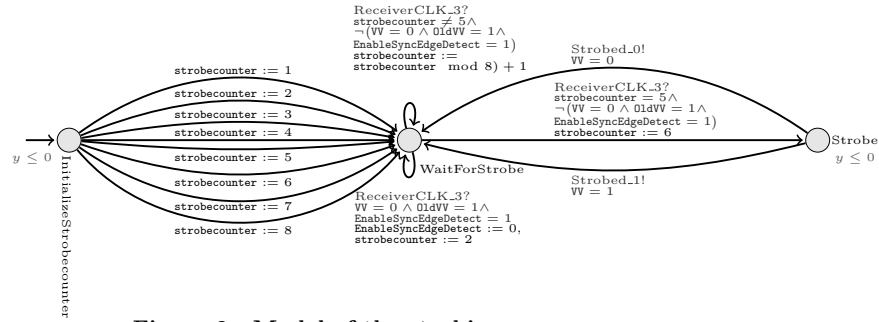 ReceiverCLK_3?
strobecounter ≠ 5∧
¬(VV = 0 ∧ OldVV = 1∧
EnableSyncEdgeDetect = 1)
strobecounter :=
strobecounter mod 8) + 1
strobecounter := 1
strobecounter := 2
strobecounter := 3
strobecounter := 4
strobecounter := 5
strobecounter := 6
strobecounter := 7
strobecounter := 8
y ≤ 0
InitializeStrobecounter
WaitForStrobe
ReceiverCLK_3?
VV = 0 ∧ OldVV = 1∧
EnableSyncEdgeDetect = 1
EnableSyncEdgeDetect := 0,
strobecounter := 2
Strobed_0!
VV = 0
ReceiverCLK_3?
strobecounter = 5∧
¬(VV = 0 ∧ OldVV = 1∧
EnableSyncEdgeDetect = 1)
strobecounter := 6
Strobed_1!
VV = 1
Strobe
y ≤ 0